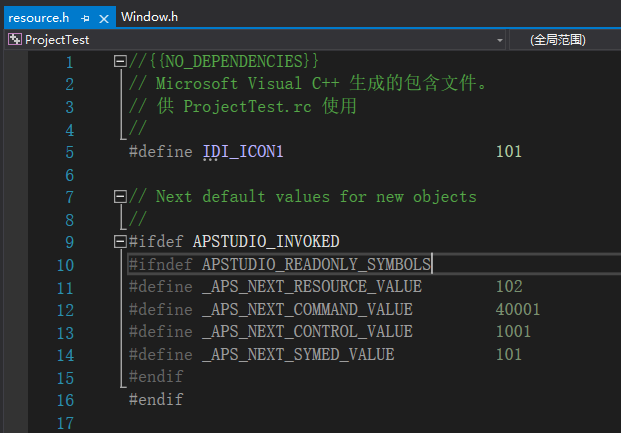 resource.h Window.h
ProjectTest (全局范围)
1 //{{NO_DEPENDENCIES}}
2 // Microsoft Visual C++ 生成的包含文件。
3 // 供 ProjectTest.rc 使用
4 //
5 #define IDI_ICON1 101
6
7 // Next default values for new objects
8 //
9 #ifdef APSTUDIO_INVOKED
10 #ifndef APSTUDIO_READONLY_SYMBOLS
11 #define _APS_NEXT_RESOURCE_VALUE 102
12 #define _APS_NEXT_COMMAND_VALUE 40001
13 #define _APS_NEXT_CONTROL_VALUE 1001
14 #define _APS_NEXT_SYMED_VALUE 101
15 #endif
16 #endif
17